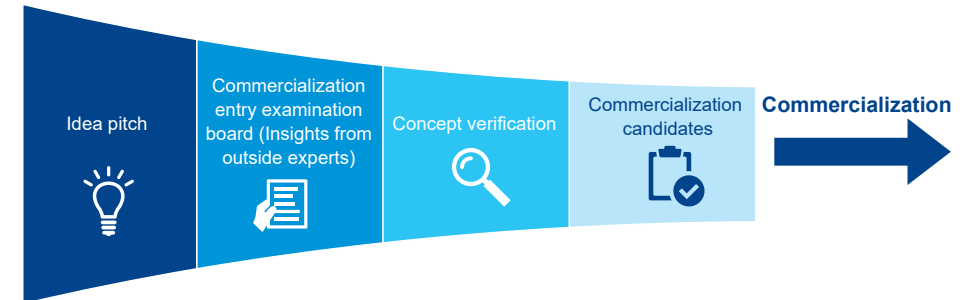 Idea pitch
Commercialization
entry examination
board (Insights from
outside experts)
Concept verification
Commercialization
candidates
Commercialization